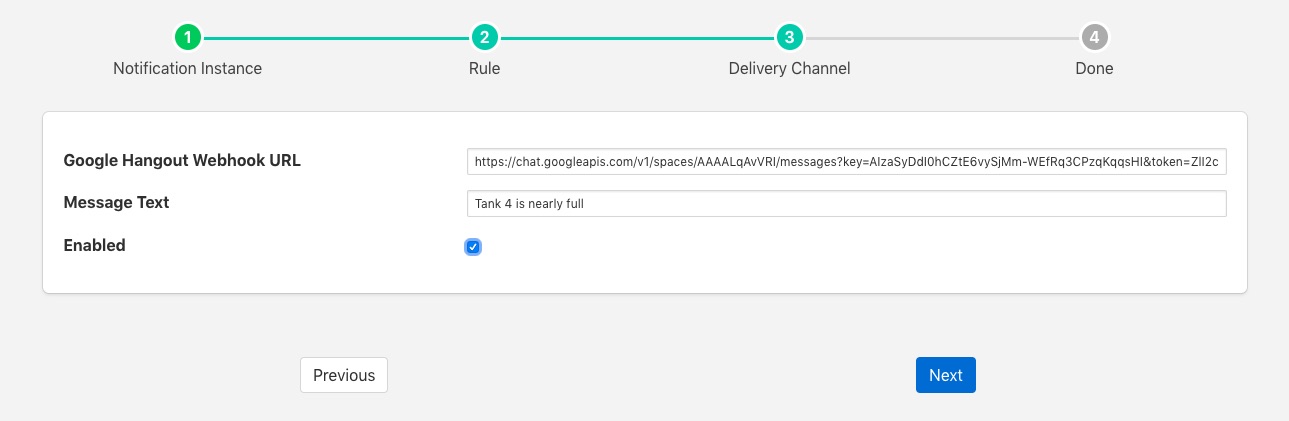 1 2 3 4
Notification Instance Rule Delivery Channel Done
Google Hangout Webhook URL https://chat.googleapis.com/v1/spaces/AAAALqAvVRI/messages?key=AIzaSyDdI0hCZtE6vySjMm-WEfRq3CPzqKqqsHI&token=ZlI2c
Message Text Tank 4 is nearly full
Enabled
Previous Next